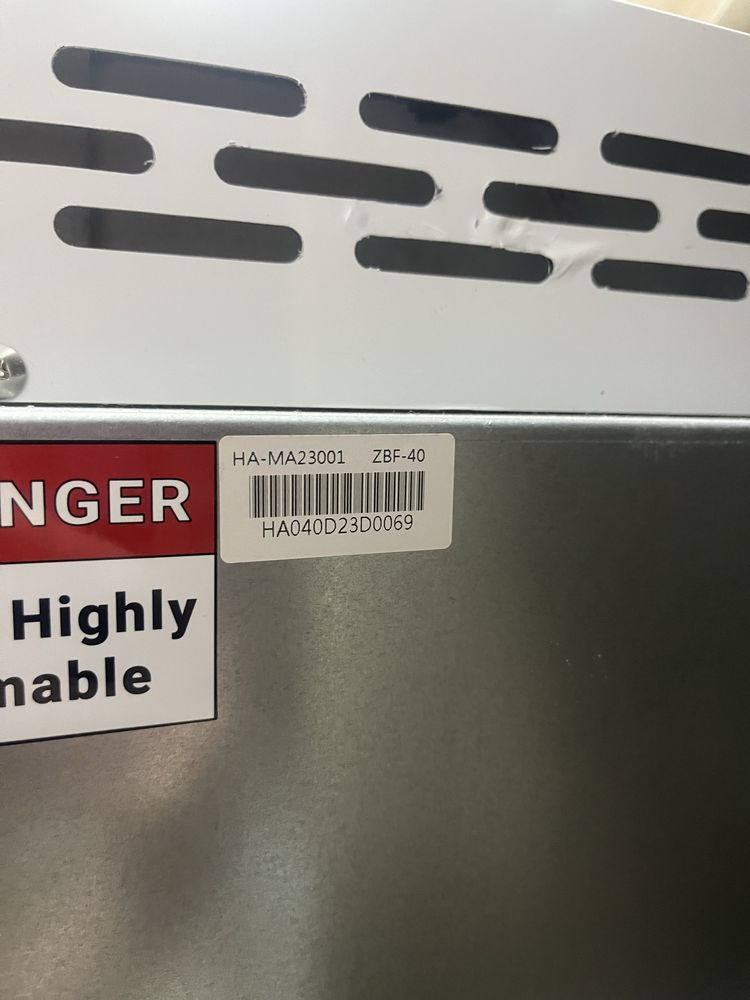 NGER
Highly
mable
HA-MA23001 ZBF-40
HA040D23D0069